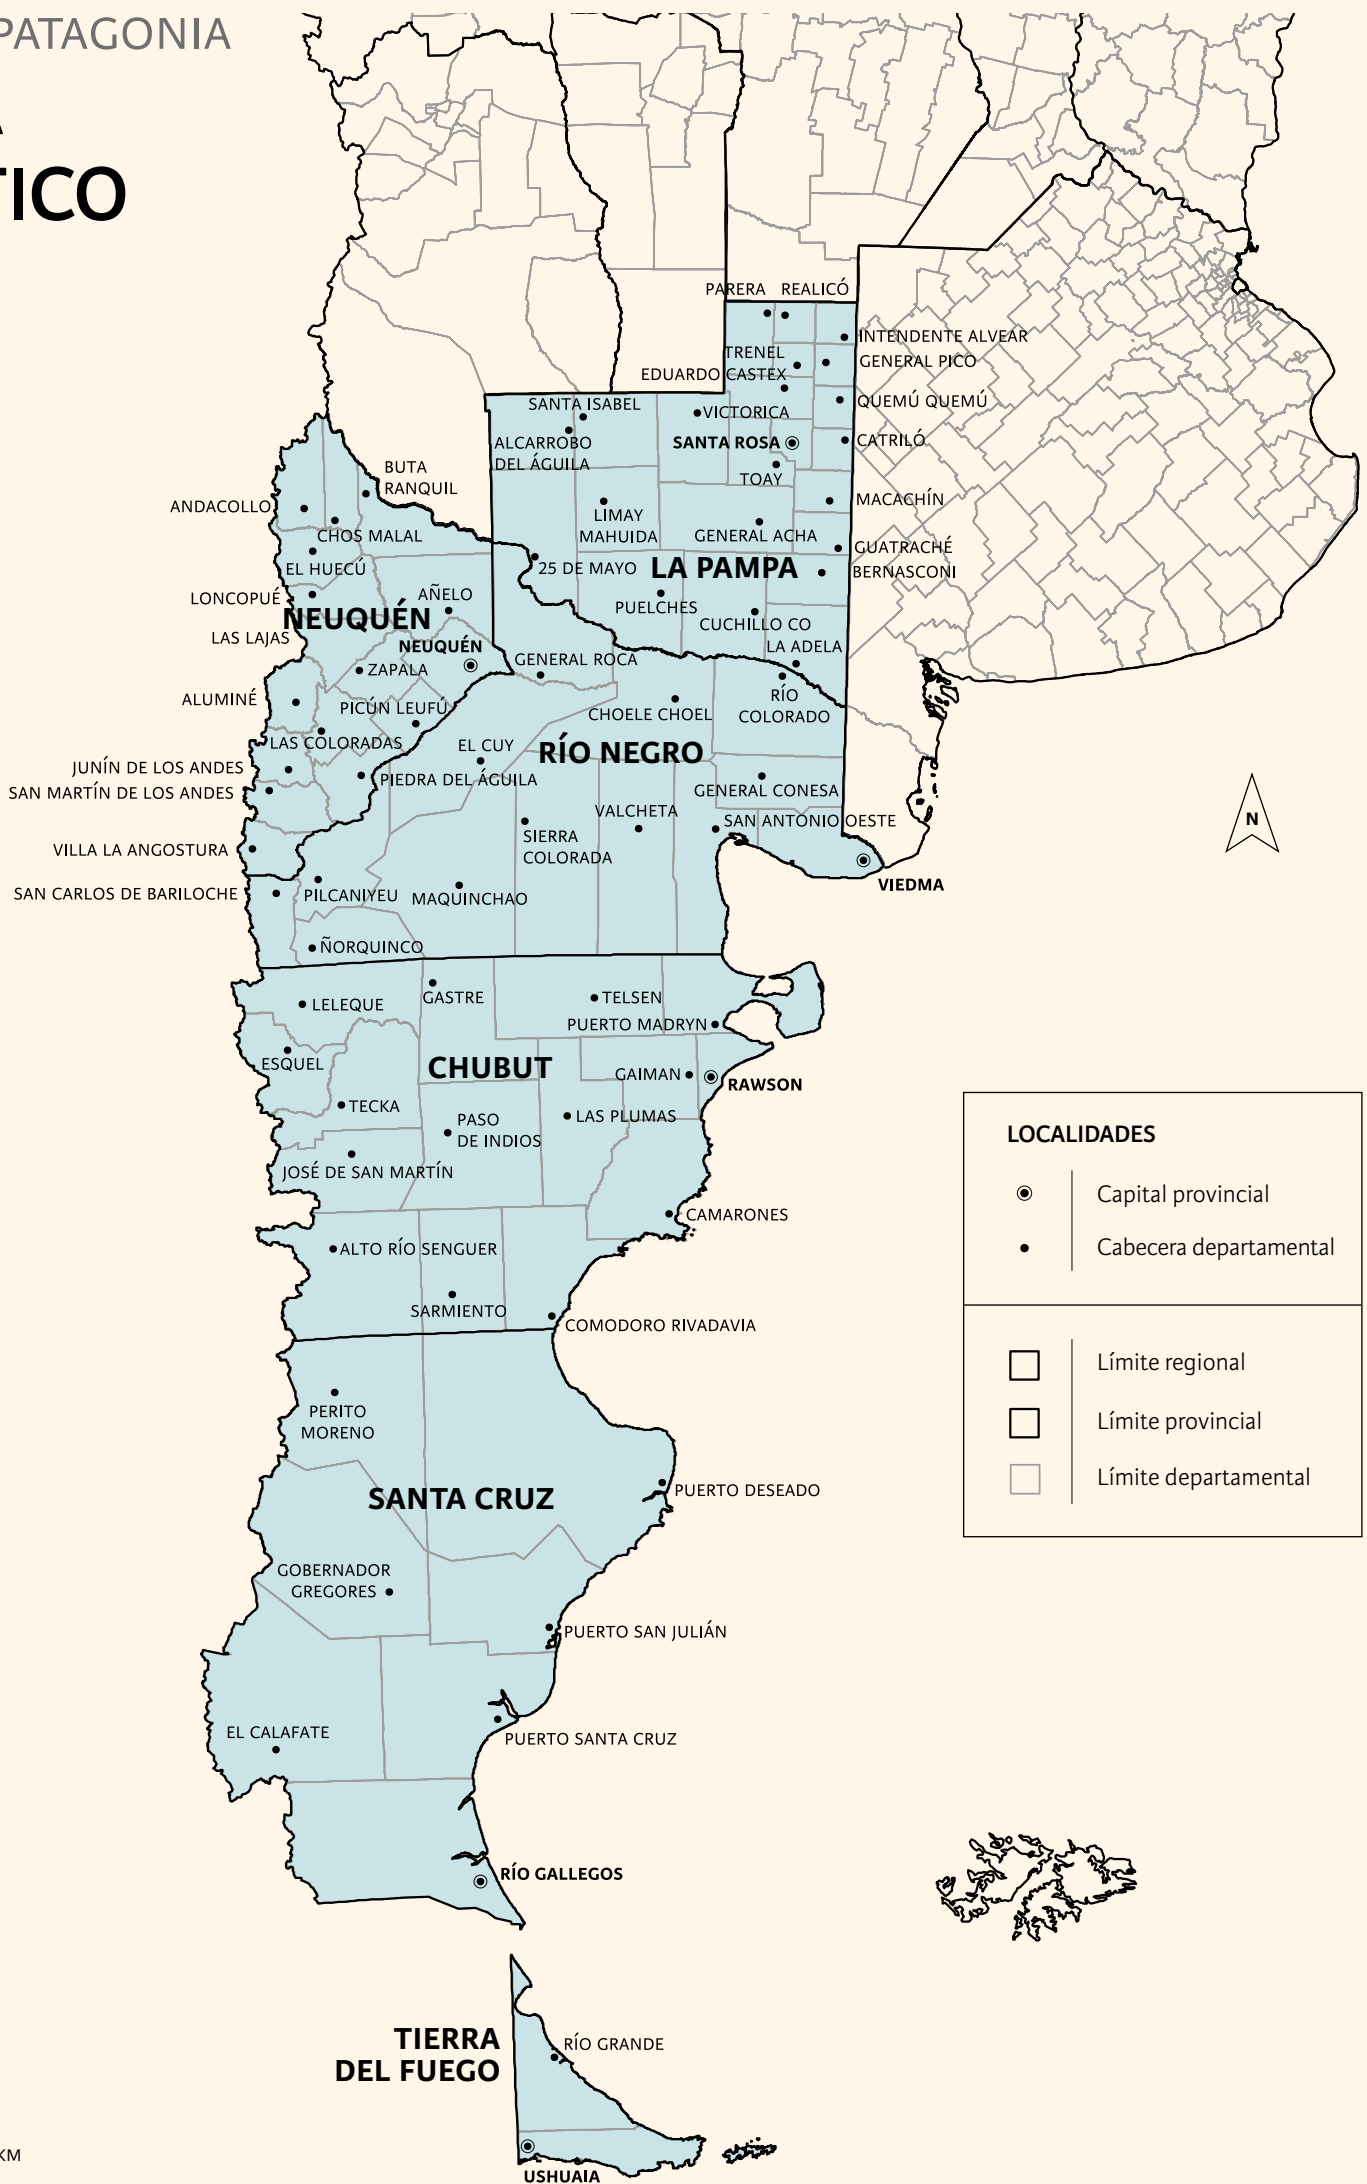 PATAGONIA
A
TICO
PARERA
REALICÓ
INTENDENTE ALVEAR
TRENEL
GENERAL PICO
EDUARDO CASTEX
SANTA ISABEL
VICTORICA
QUEMÚ QUEMÚ
ALCARROBO
DEL ÁGUILA
SANTA ROSA
CATRILÓ
TOAY
BUTA
RANQUIL
ANDACOLLO
MACACHÍN
LIMAY
MAHUIDA
CHOS MALAL
GENERAL ACHA
GUATRACHÉ
EL HUECÚ
25 DE MAYO
LA PAMPA
BERNASCONI
LONCOPUÉ
NEUQUÉN
AÑELO
PUELCHES
CUCHILLO CO
LAS LAJAS
NEUQUÉN
LA ADELA
ZAPALA
GENERAL ROCA
ALUMINÉ
PICÚN LEUFÚ
CHOELE CHOEL
RÍO
COLORADO
LAS COLORADAS
EL CUY
RÍO NEGRO
JUNÍN DE LOS ANDES
PIEDRA DEL ÁGUILA
SAN MARTÍN DE LOS ANDES
GENERAL CONESA
VALCHETA
SAN ANTONIO OESTE
SIERRA
COLORADA
N
VILLA LA ANGOSTURA
VIEDMA
SAN CARLOS DE BARILOCHE
PILCANIYEU
MAQUINCHAO
ÑORQUINCO
LELEQUE
GASTRE
TELSEN
PUERTO MADRYN
ESQUEL
CHUBUT
GAIMAN
RAWSON
TECKA
PASO
DE INDIOS
LAS PLUMAS
JOSÉ DE SAN MARTÍN
CAMARONES
ALTO RÍO SENGUER
SARMIENTO
COMODORO RIVADAVIA
LOCALIDADES
Capital provincial
Cabecera departamental
Límite regional
Límite provincial
Límite departamental
PERITO
MORENO
SANTA CRUZ
PUERTO DESEADO
GOBERNADOR
GREGORES
PUERTO SAN JULIÁN
EL CALAFATE
PUERTO SANTA CRUZ
RÍO GALLEGOS
TIERRA
DEL FUEGO
RÍO GRANDE
KM
USHUAIA